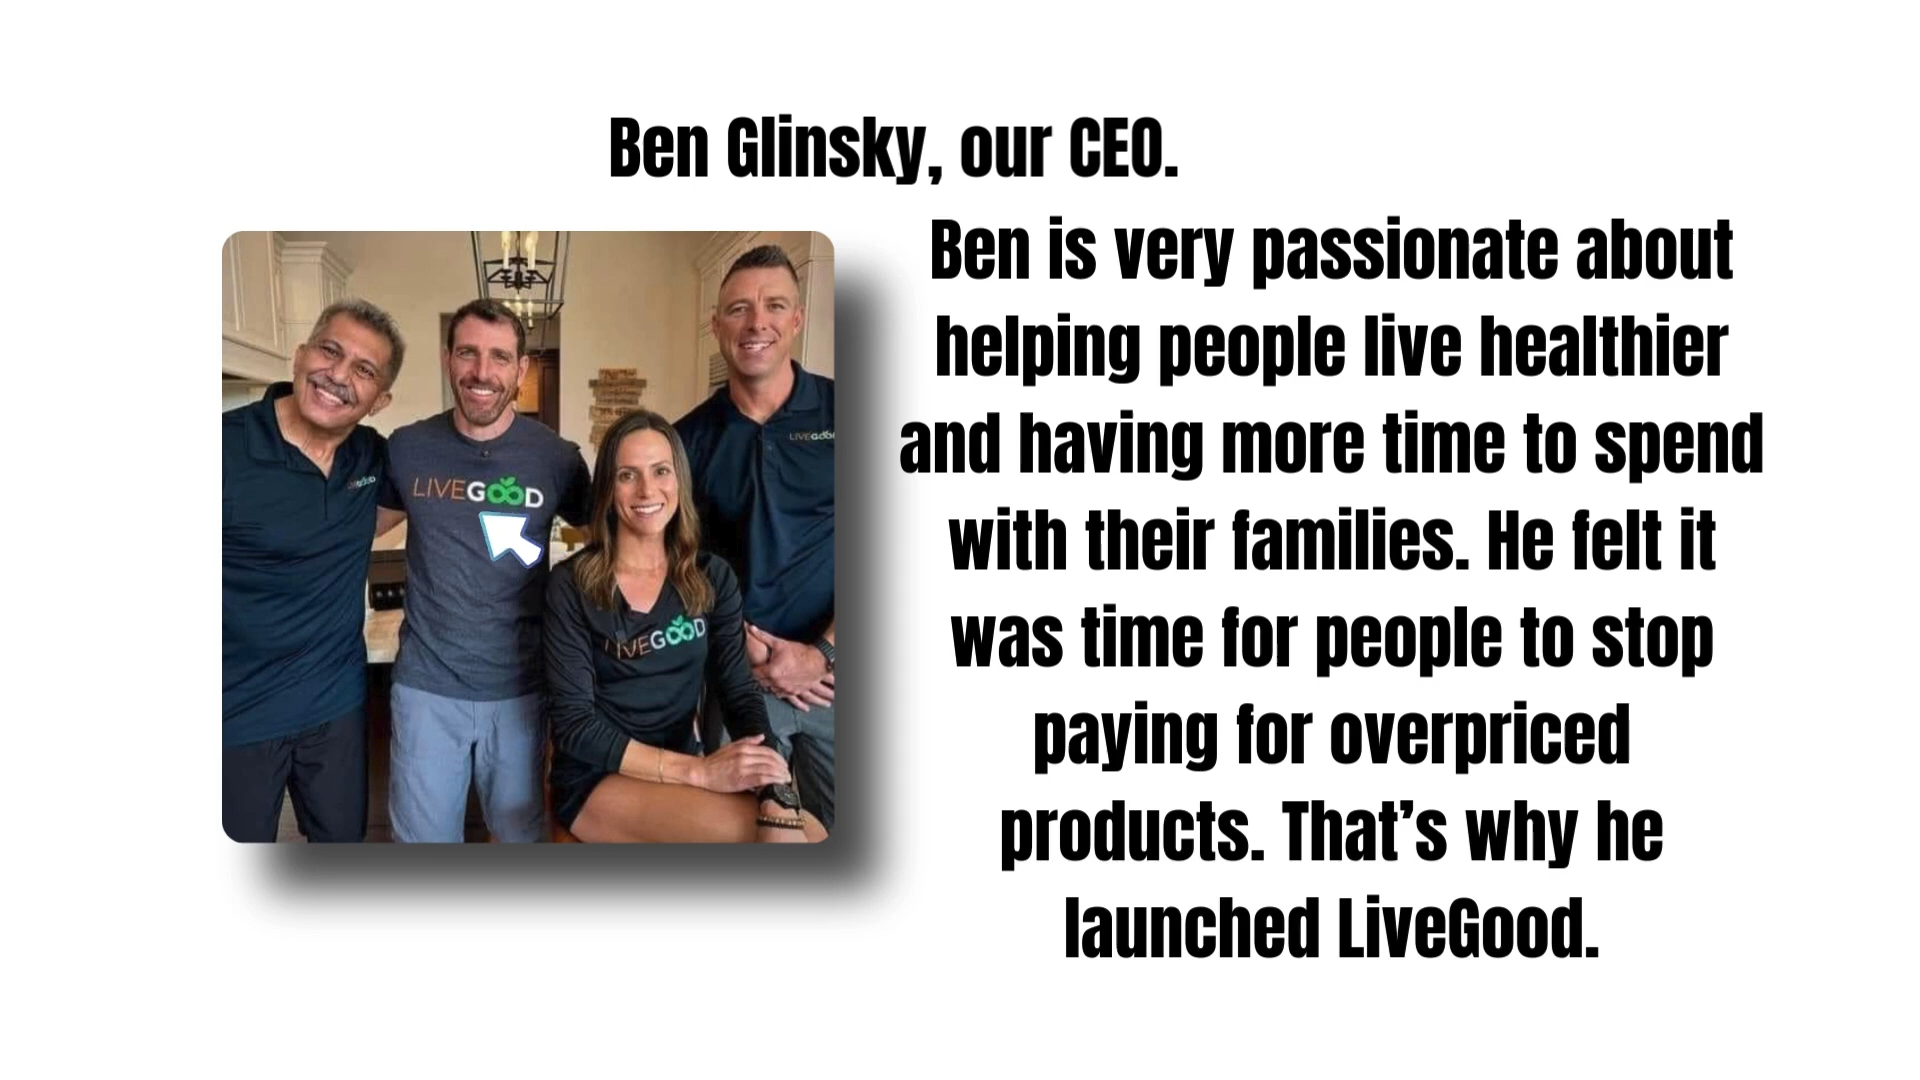 Ben Glinsky, our CEO.
Ben is very passionate about
helping people live healthier
and having more time to spend
with their families. He felt it
was time for people to stop
paying for overpriced
products. That’s why he
launched LiveGood.
LIVEGOOD
LIVEGOOD
LIVEGOOD